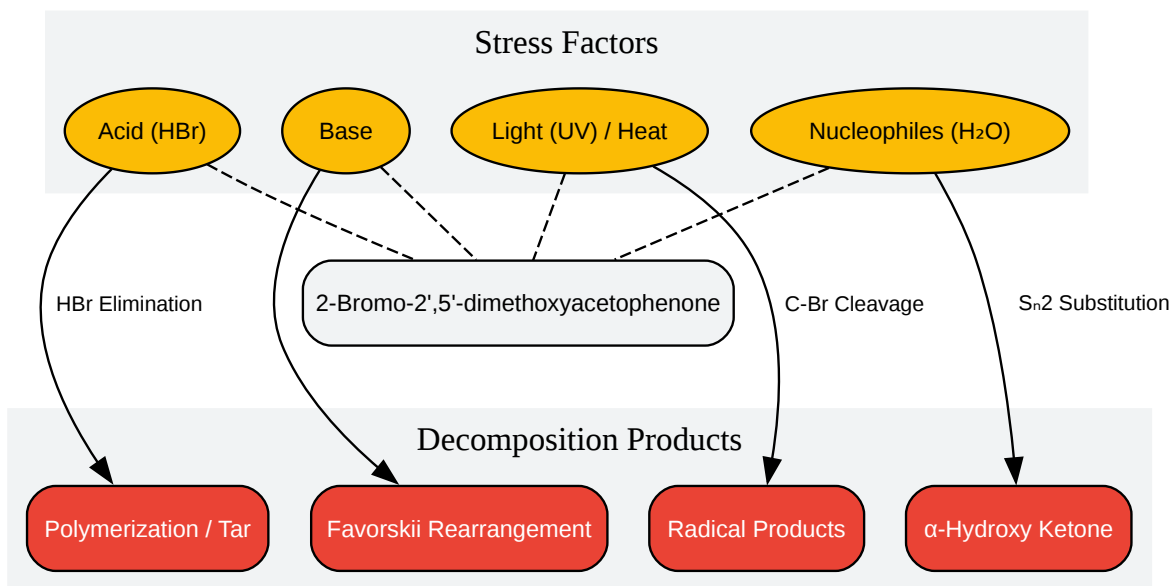 Stress Factors
Acid (HBr)
Base
Light (UV) / Heat
Nucleophiles (H₂O)
2-Bromo-2',5'-dimethoxyacetophenone
HBr Elimination
C-Br Cleavage
Sₙ2 Substitution
Decomposition Products
Polymerization / Tar
Favorskii Rearrangement
Radical Products
α-Hydroxy Ketone